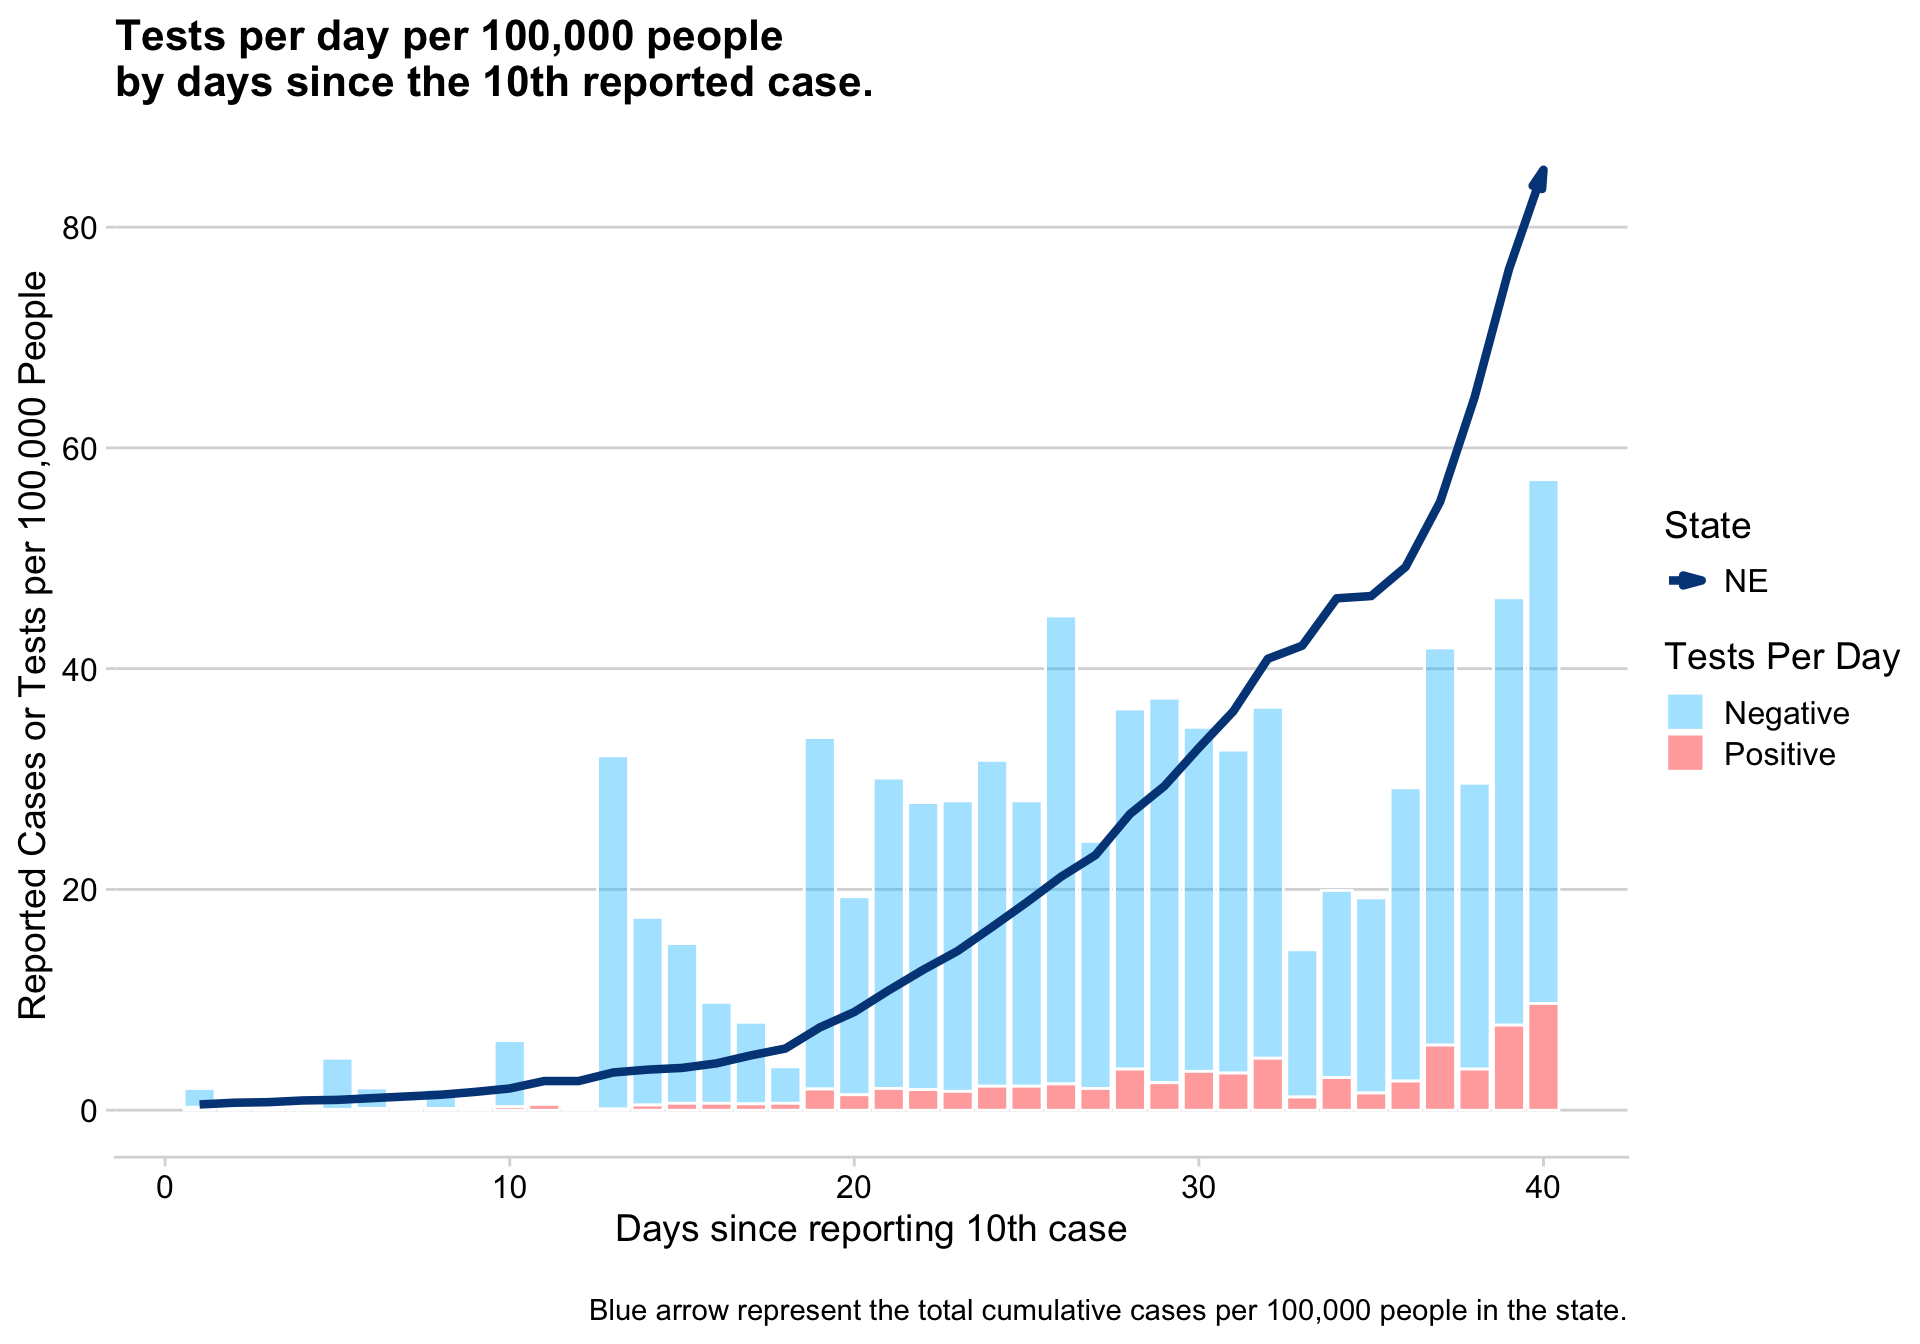 Tests per day per 100,000 people
by days since the 10th reported case.
Reported Cases or Tests per 100,000 People
80
60
40
20
0
0 10 20 30 40
Days since reporting 10th case
State
NE
Tests Per Day
Negative
Positive
Blue arrow represent the total cumulative cases per 100,000 people in the state.